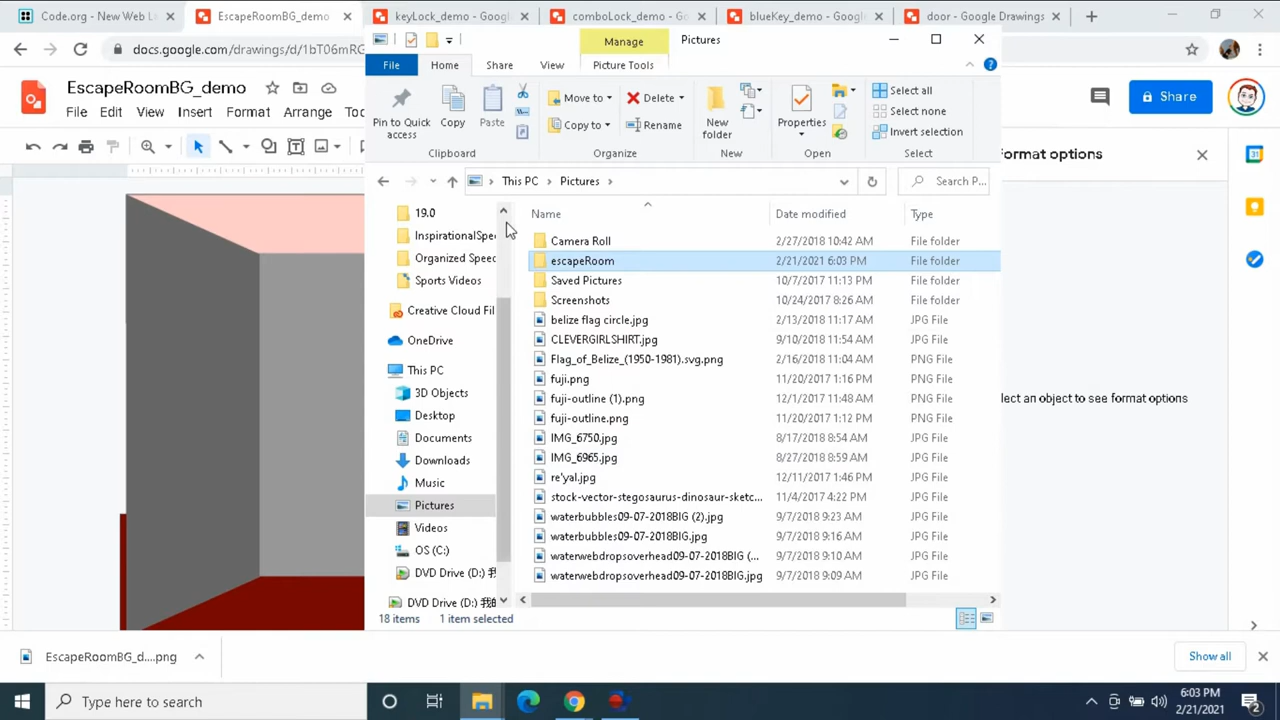 Code.org - New Web L
EscapeRoomBG_demo
keyLock_demo - Googl
comboLock_demo - Go
blueKey_demo - Google
door - Google Drawings
docs.google.com/drawings/d/1bT06mRG
EscapeRoomBG_demo
File Edit View Insert Format Arrange Too
Share
Format options
Select an object to see format options
Manage
Pictures
File Home Share View Picture Tools
Pin to Quick access
Copy
Paste
Move to
Copy to
Delete
Rename
New folder
Properties
Select all
Select none
Invert selection
Clipboard Organize New Open Select
This PC > Pictures >
Search P...
Name Date modified Type
19.0
InspirationalSpe
Organized Speec
Sports Videos
Creative Cloud Fil
OneDrive
This PC
3D Objects
Desktop
Documents
Downloads
Music
Pictures
Videos
OS (C:)
DVD Drive (D:) 我
DVD Drive (D:) 我
Camera Roll 2/27/2018 10:42 AM File folder
escapeRoom 2/21/2021 6:03 PM File folder
Saved Pictures 10/7/2017 11:13 PM File folder
Screenshots 10/24/2017 8:26 AM File folder
belize flag circle.jpg 2/13/2018 11:17 AM JPG File
CLEVERGIRLSHIRT.jpg 9/10/2018 11:54 AM JPG File
Flag_of_Belize_(1950-1981).svg.png 2/16/2018 11:04 AM PNG File
fuji.png 11/20/2017 1:16 PM PNG File
fuji-outline (1).png 12/1/2017 11:48 AM PNG File
fuji-outline.png 11/20/2017 1:12 PM PNG File
IMG_6750.jpg 8/17/2018 8:54 AM JPG File
IMG_6965.jpg 8/27/2018 8:59 AM JPG File
re'yal.jpg 12/11/2017 1:46 PM JPG File
stock-vector-stegosaurus-dinosaur-sketc... 11/4/2017 4:22 PM JPG File
waterbubbles09-07-2018BIG (2).jpg 9/7/2018 9:23 AM JPG File
waterbubbles09-07-2018BIG.jpg 9/7/2018 9:16 AM JPG File
waterwebdropsoverhead09-07-2018BIG (... 9/7/2018 9:10 AM JPG File
waterwebdropsoverhead09-07-2018BIG.jpg 9/7/2018 9:09 AM JPG File
18 items 1 item selected
EscapeRoomBG_d....png
Show all
Type here to search
6:03 PM
2/21/2021
2